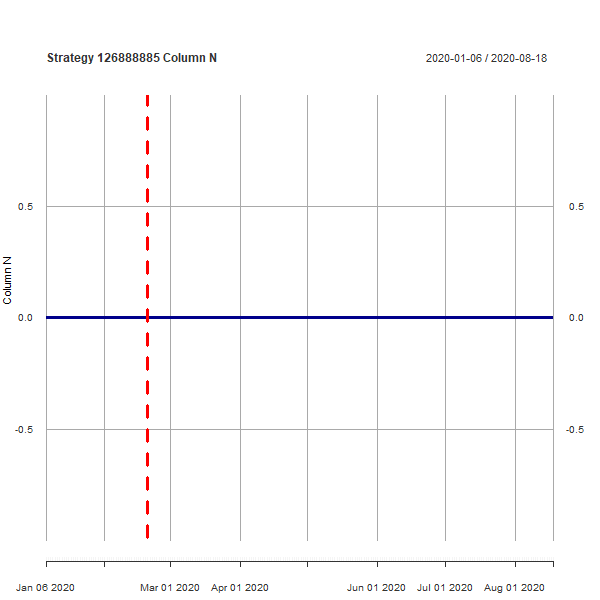 Strategy 126888885 Column N
2020-01-06 / 2020-08-18
0.5
0.5
Column N
0.0
0.0
-0.5
-0.5
Jan 06 2020
Mar 01 2020
Apr 01 2020
Jun 01 2020
Jul 01 2020
Aug 01 2020